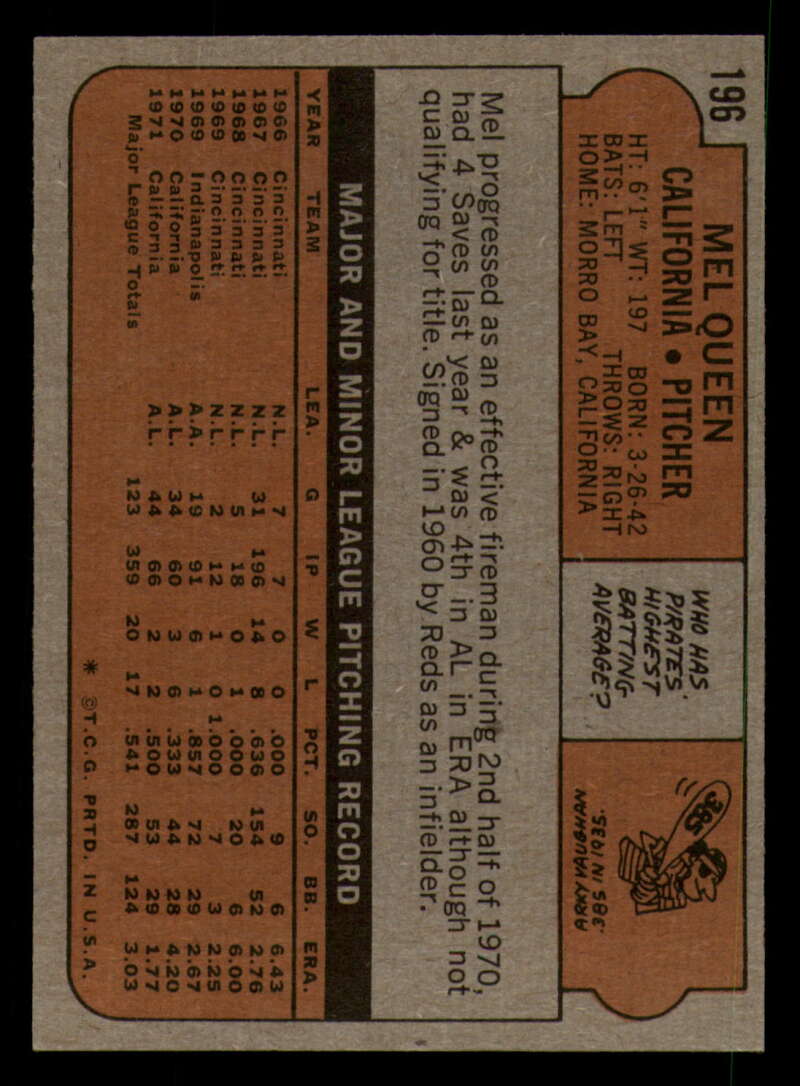 196
MEL QUEEN
CALIFORNIA • PITCHER
HT: 6'1" WT: 197 BORN: 3-26-42
BATS: LEFT THROWS: RIGHT
HOME: MORRO BAY, CALIFORNIA
WHO HAS
PIRATES'
HIGHEST
BATTING
AVERAGE?
385
ARKY VAUGHN
.385 IN 1935.
Mel progressed as an effective fireman during 2nd half of 1970,
had 4 Saves last year & was 4th in AL in ERA although not
qualifying for title. Signed in 1960 by Reds as an infielder.
MAJOR AND MINOR LEAGUE PITCHING RECORD
YEAR TEAM LEA. G IP W L PCT. SO. BB. ERA.
1966 Cincinnati N.L. 7 7 0 0 .000 9 6 6.43
1967 Cincinnati N.L. 31 196 14 8 .636 154 52 2.76
1968 Cincinnati N.L. 5 18 0 1 .000 20 6 6.00
1969 Cincinnati N.L. 2 12 1 0 1.000 7 3 2.25
1969 Indianapolis A.A. 19 91 6 1 .857 72 29 2.67
1970 California A.L. 34 60 3 6 .333 44 28 4.20
1971 California A.L. 44 66 2 2 .500 53 29 1.77
Major League Totals 123 359 20 17 .541 287 124 3.03
* ©T.C.G. PRTD. IN U.S.A.